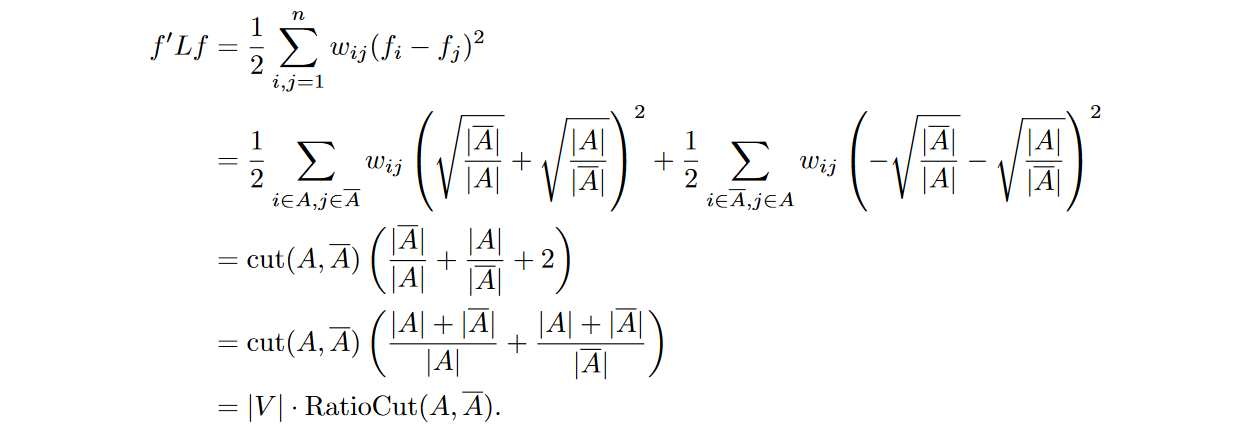 $f'Lf = \frac{1}{2} \sum_{i,j=1}^{n} w_{ij}(f_i - f_j)^2$
$= \frac{1}{2} \sum_{i \in A, j \in \overline{A}} w_{ij} \left( \sqrt{\frac{|\overline{A}|}{|A|}} + \sqrt{\frac{|A|}{|\overline{A}|}} \right)^2 + \frac{1}{2} \sum_{i \in \overline{A}, j \in A} w_{ij} \left( -\sqrt{\frac{|\overline{A}|}{|A|}} - \sqrt{\frac{|A|}{|\overline{A}|}} \right)^2$
$= \mathrm{cut}(A, \overline{A}) \left( \frac{|\overline{A}|}{|A|} + \frac{|A|}{|\overline{A}|} + 2 \right)$
$= \mathrm{cut}(A, \overline{A}) \left( \frac{|A| + |\overline{A}|}{|A|} + \frac{|A| + |\overline{A}|}{|\overline{A}|} \right)$
$= |V| \cdot \mathrm{RatioCut}(A, \overline{A}).$